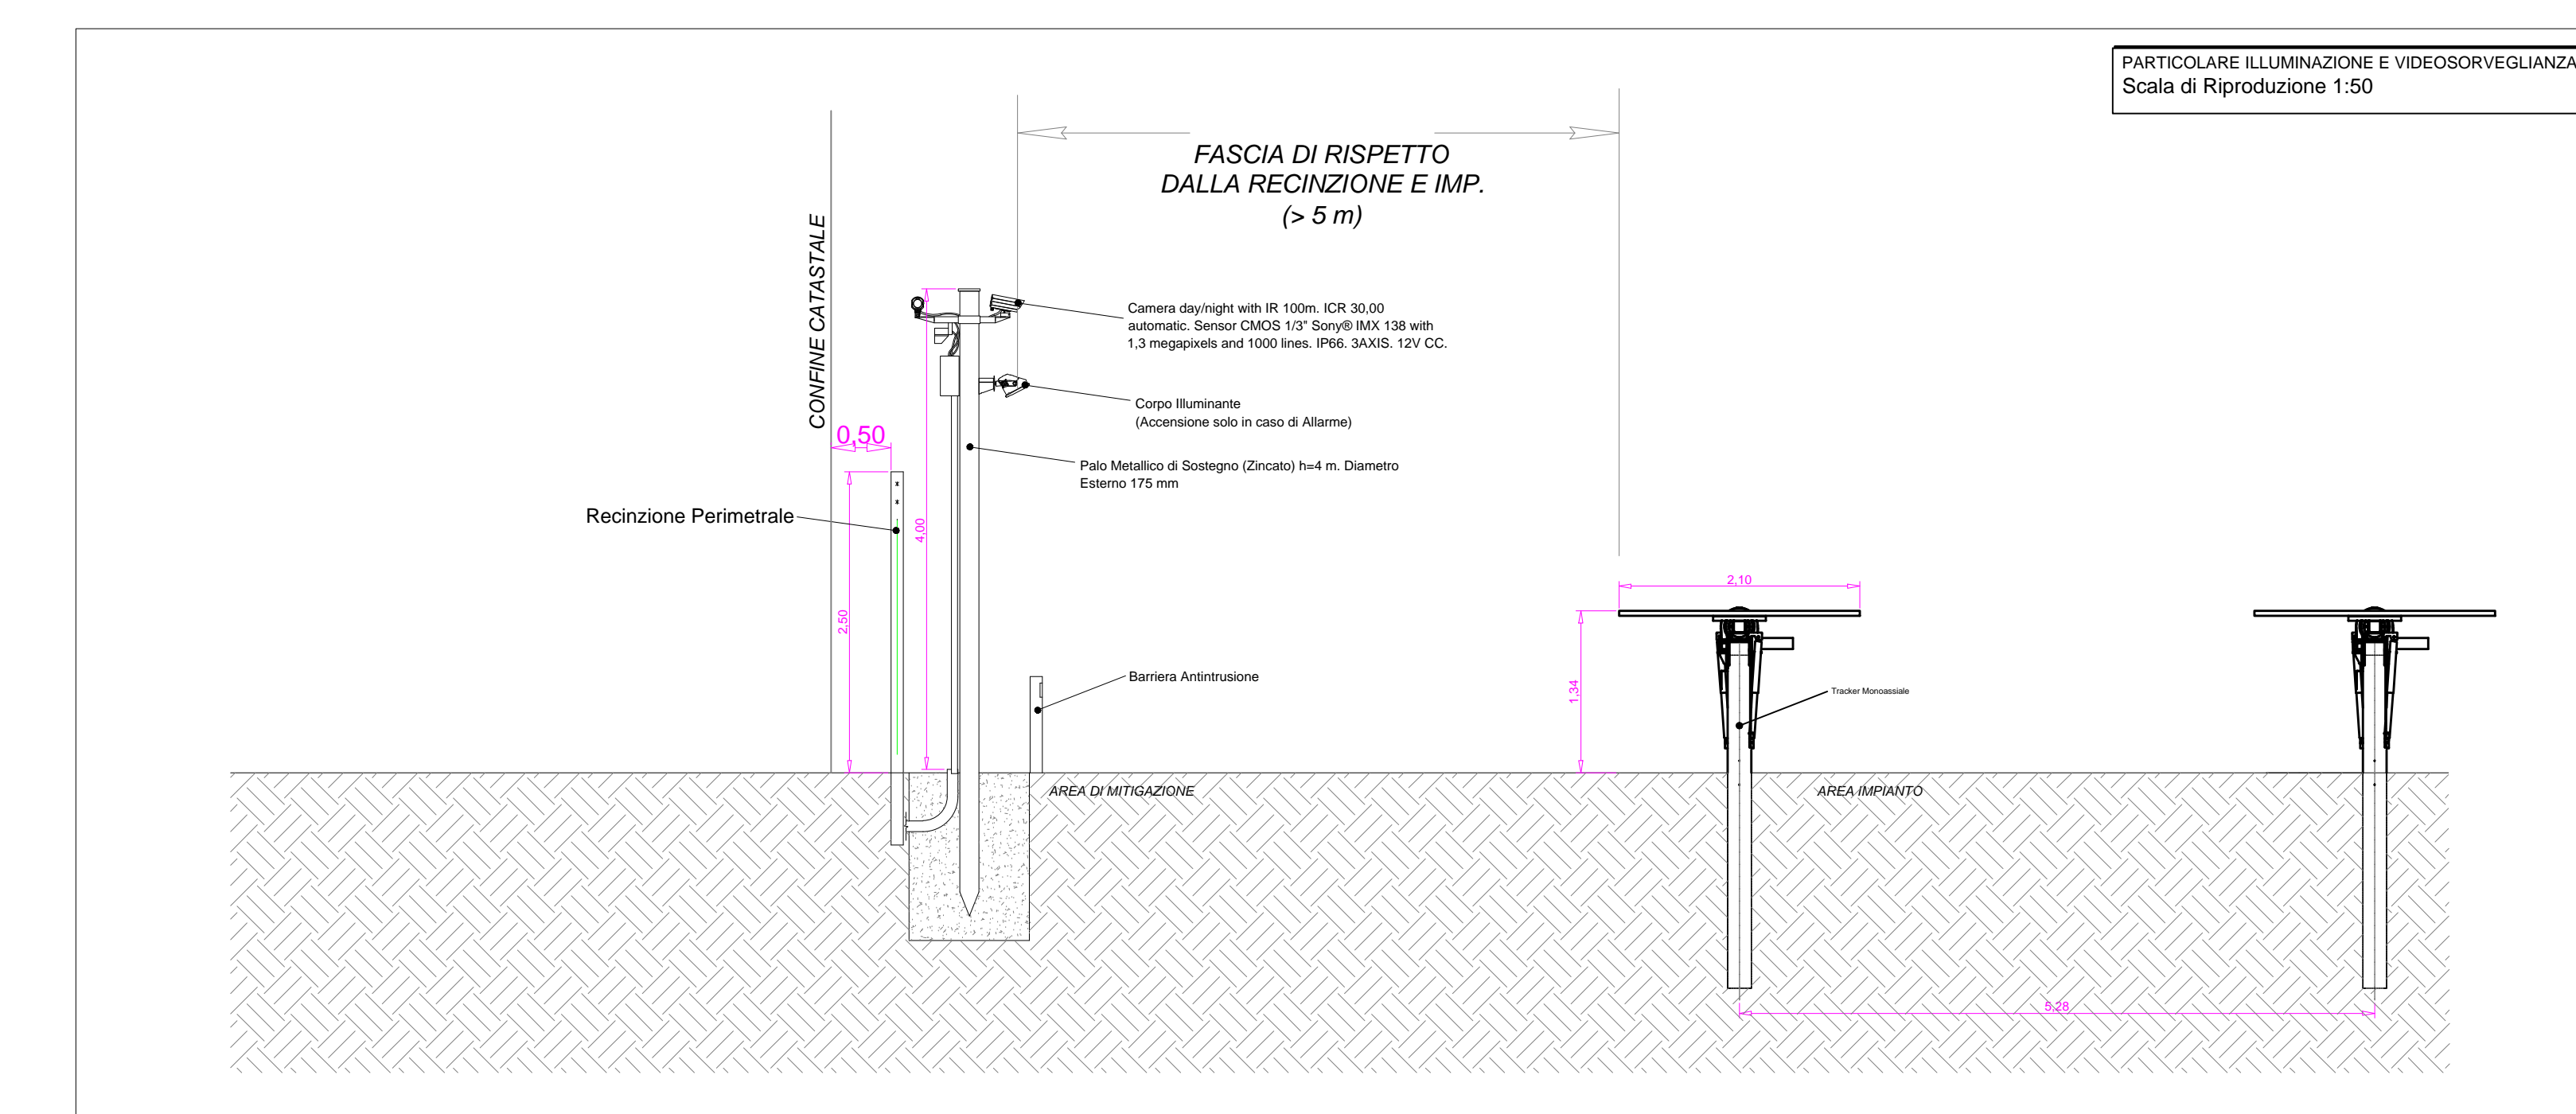 PARTICOLARE ILLUMINAZIONE E VIDEOSORVEGLIANZA
Scala di Riproduzione 1:50
FASCIA DI RISPETTO
DALLA RECINZIONE E IMP.
(> 5 m)
CONFINE CATASTALE
Camera day/night with IR 100m. ICR 30,00
automatic. Sensor CMOS 1/3" Sony® IMX 138 with
1,3 megapixels and 1000 lines. IP66. 3AXIS. 12V CC.
Corpo Illuminante
(Accensione solo in caso di Allarme)
0,50
Palo Metallico di Sostegno (Zincato) h=4 m. Diametro
Esterno 175 mm
Recinzione Perimetrale
4,00
2,50
2,10
1,34
Barriera Antintrusione
Tracker Monoassiale
AREA DI MITIGAZIONE
AREA IMPIANTO
5,28